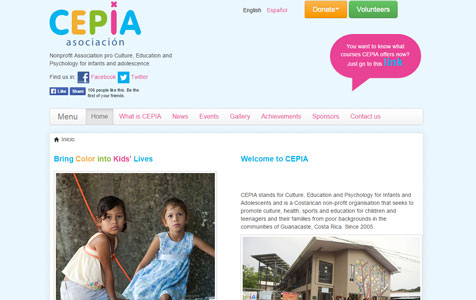 CEPIA
asociación
Nonprofit Association pro Culture, Education and
Psychology for infants and adolescence.
Find us in: Facebook Twitter
Like Share 106 people like this. Be the
first of your friends.
English Español
Donate
Volunteers
You want to know what
courses CEPIA offers now?
Just go to this link
Menu Home What is CEPIA News Events Gallery Achievements Sponsors Contact us
Inicio
Bring Color into Kids' Lives
Welcome to CEPIA
CEPIA stands for Culture, Education and Psychology for Infants and
Adolescents and is a Costarican non-profit organisation that seeks to
promote culture, health, sports and education for children and
teenagers and their families from poor backgrounds in the
communities of Guanacaste, Costa Rica. Since 2005.
CEPIA